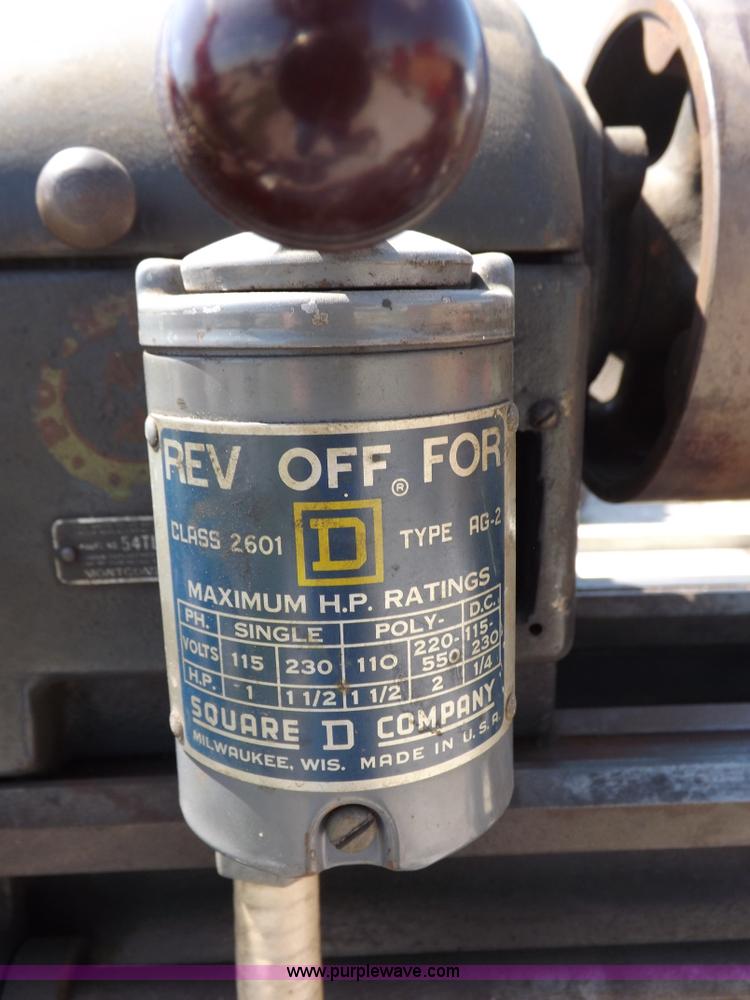 REV OFF FOR
®
CLASS 2601 D TYPE AG-2
MAXIMUM H.P. RATINGS
PH. SINGLE POLY- D.C.
VOLTS 115 230 110 220-550 115-230
H.P. 1 1 1/2 1 1/2 2 1/4
SQUARE D COMPANY
MILWAUKEE, WIS. MADE IN U.S.A.
www.purplewave.com